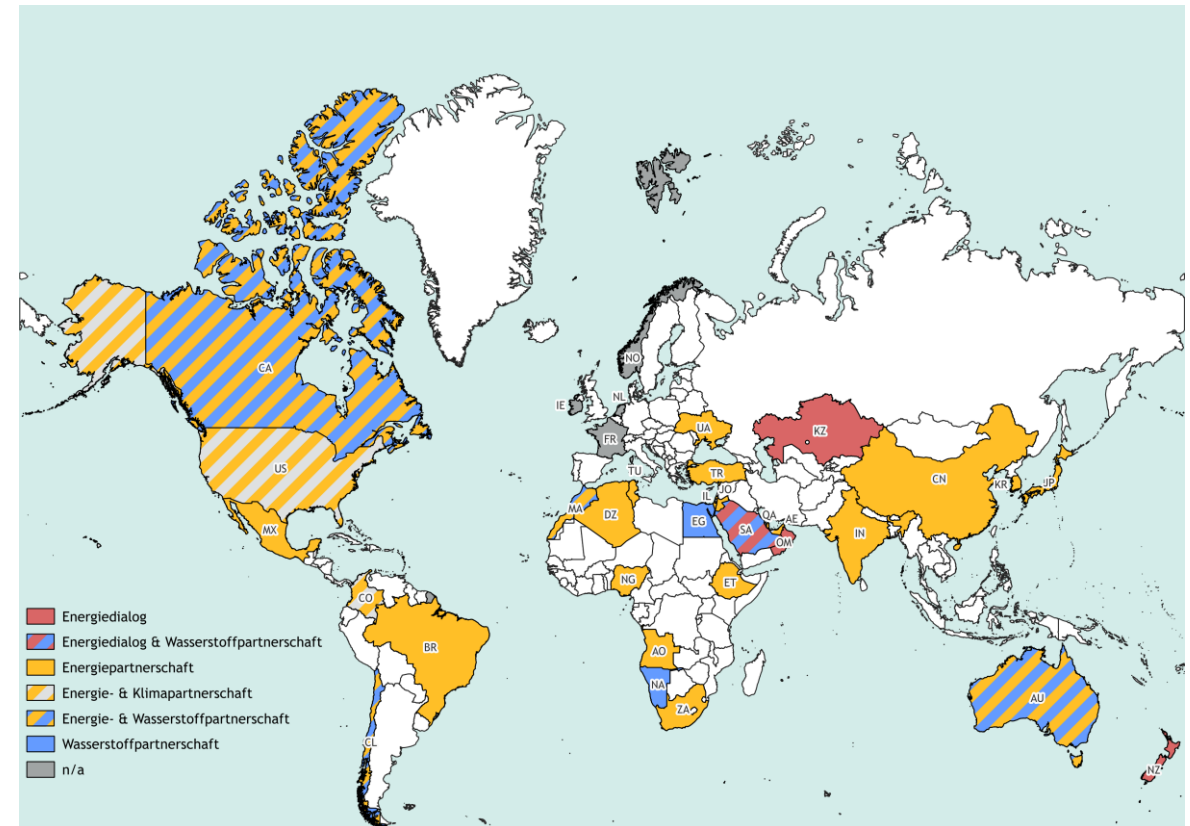 CA
US
MX
CO
BR
CL
NO
IE
NL
FR
UA
TU
TR
IL
JO
MA
DZ
EG
QA
AE
SA
OM
NG
ET
AO
NA
ZA
KZ
CN
KR
JP
IN
AU
NZ
Energiedialog
Energiedialog & Wasserstoffpartnerschaft
Energiepartnerschaft
Energie- & Klimapartnerschaft
Energie- & Wasserstoffpartnerschaft
Wasserstoffpartnerschaft
n/a